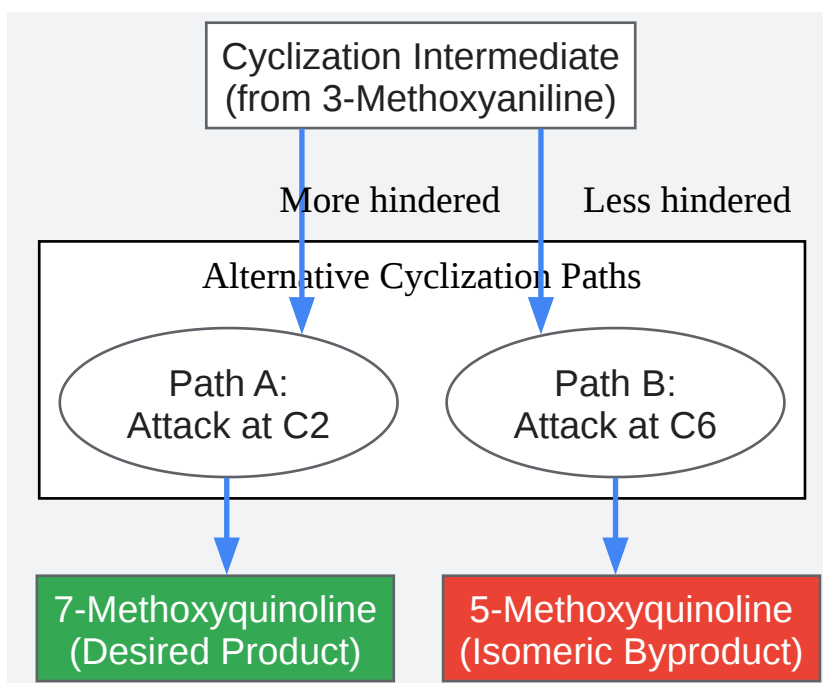 Cyclization Intermediate
(from 3-Methoxyaniline)
More hindered
Less hindered
Alternative Cyclization Paths
Path A:
Attack at C2
Path B:
Attack at C6
7-Methoxyquinoline
(Desired Product)
5-Methoxyquinoline
(Isomeric Byproduct)